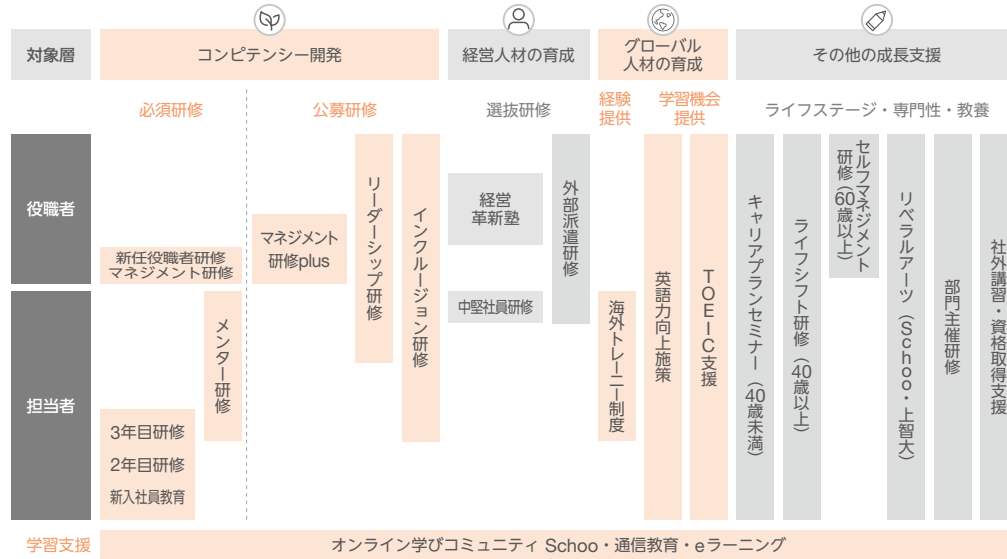 対象層
コンピテンシー開発
経営人材の育成
グローバル
人材の育成
その他の成長支援
必須研修
公募研修
選抜研修
経験
提供
学習機会
提供
ライフステージ・専門性・教養
役職者
担当者
新任役職者研修
マネジメント研修
メンター研修
3年目研修
2年目研修
新入社員教育
マネジメント
研修plus
リーダーシップ研修
インクルージョン研修
経営
革新塾
中堅社員研修
外部派遣研修
海外トレーニー制度
英語力向上施策
TOEIC支援
キャリアプランセミナー（40歳未満）
ライフシフト研修（40歳以上）
セルフマネジメント
研修（60歳以上）
リベラルアーツ（Schoo・上智大）
部門主催研修
社外講習・資格取得支援
学習支援
オンライン学びコミュニティ Schoo・通信教育・eラーニング